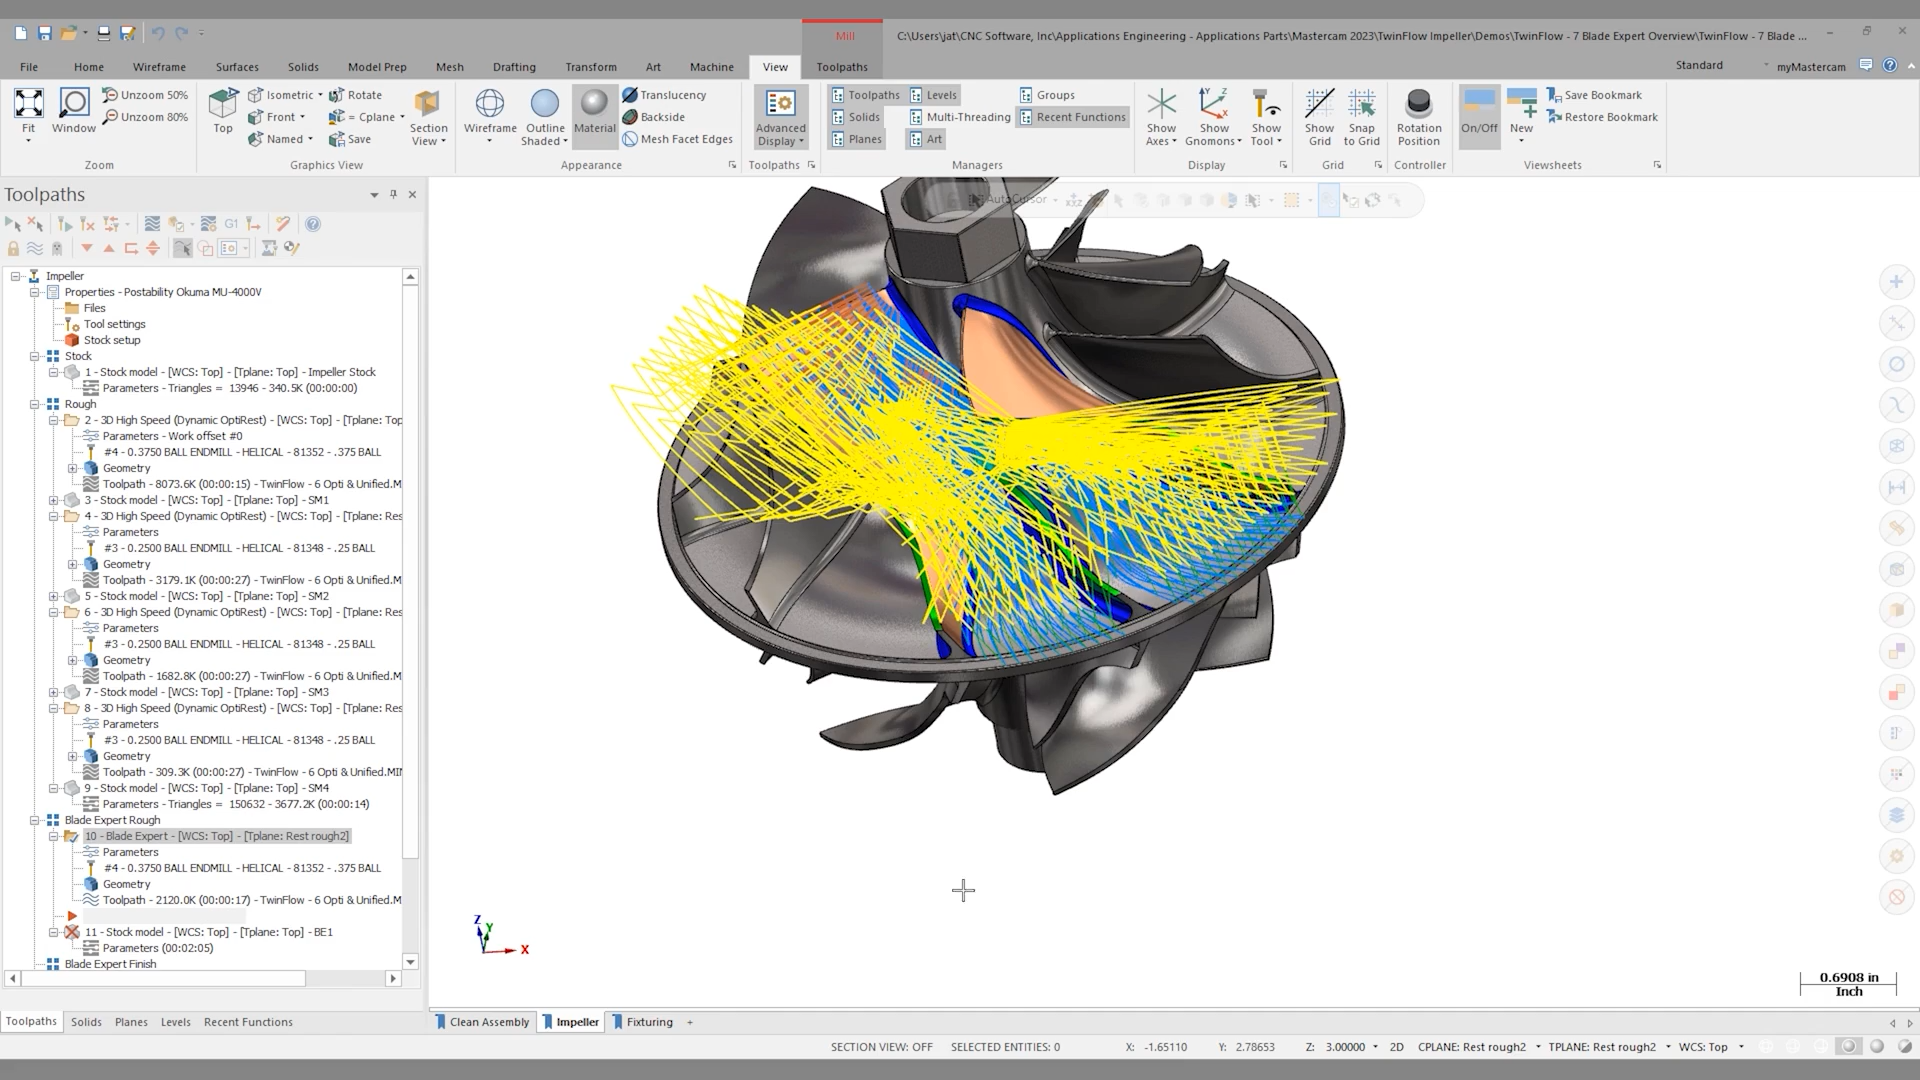 Mill
C:\Users\jat\CNC Software, Inc\Applications Engineering - Applications Parts\Mastercam 2023\TwinFlow Impeller\Demos\TwinFlow - 7 Blade Expert Overview\TwinFlow - 7 Blade ...
File Home Wireframe Surfaces Solids Model Prep Mesh Drafting Transform Art Machine View Toolpaths
Standard myMastercam
Fit
Window
Unzoom 50%
Unzoom 80%
Zoom
Top
Isometric
Front
Named
Rotate
= Cplane
Save
Section View
Graphics View
Wireframe
Outline Shaded
Material
Translucency
Backside
Mesh Facet Edges
Appearance
Advanced Display
Toolpaths
Toolpaths
Solids
Planes
Levels
Multi-Threading
Art
Groups
Recent Functions
Managers
Show Axes
Show Gnomons
Show Tool
Display
Show Grid
Snap to Grid
Grid
Rotation Position
Controller
On/Off
New
Save Bookmark
Restore Bookmark
Viewsheets
Toolpaths
G1
AutoCursor
Impeller
Properties - Postability Okuma MU-4000V
Files
Tool settings
Stock setup
Stock
1 - Stock model - [WCS: Top] - [Tplane: Top] - Impeller Stock
Parameters - Triangles = 13946 - 340.5K (00:00:00)
Rough
2 - 3D High Speed (Dynamic OptiRest) - [WCS: Top] - [Tplane: Top
Parameters - Work offset #0
#4 - 0.3750 BALL ENDMILL - HELICAL - 81352 - .375 BALL
Geometry
Toolpath - 8073.6K (00:00:15) - TwinFlow - 6 Opti & Unified.M
3 - Stock model - [WCS: Top] - [Tplane: Top] - SM1
4 - 3D High Speed (Dynamic OptiRest) - [WCS: Top] - [Tplane: Res
Parameters
#3 - 0.2500 BALL ENDMILL - HELICAL - 81348 - .25 BALL
Geometry
Toolpath - 3179.1K (00:00:27) - TwinFlow - 6 Opti & Unified.M
5 - Stock model - [WCS: Top] - [Tplane: Top] - SM2
6 - 3D High Speed (Dynamic OptiRest) - [WCS: Top] - [Tplane: Res
Parameters
#3 - 0.2500 BALL ENDMILL - HELICAL - 81348 - .25 BALL
Geometry
Toolpath - 1682.8K (00:00:27) - TwinFlow - 6 Opti & Unified.M
7 - Stock model - [WCS: Top] - [Tplane: Top] - SM3
8 - 3D High Speed (Dynamic OptiRest) - [WCS: Top] - [Tplane: Res
Parameters
#3 - 0.2500 BALL ENDMILL - HELICAL - 81348 - .25 BALL
Geometry
Toolpath - 309.3K (00:00:27) - TwinFlow - 6 Opti & Unified.MIN
9 - Stock model - [WCS: Top] - [Tplane: Top] - SM4
Parameters - Triangles = 150632 - 3677.2K (00:00:14)
Blade Expert Rough
10 - Blade Expert - [WCS: Top] - [Tplane: Rest rough2]
Parameters
#4 - 0.3750 BALL ENDMILL - HELICAL - 81352 - .375 BALL
Geometry
Toolpath - 2120.0K (00:00:17) - TwinFlow - 6 Opti & Unified.MI
11 - Stock model - [WCS: Top] - [Tplane: Top] - BE1
Parameters (00:02:05)
Blade Expert Finish
Z Y X
0.6908 in
Inch
Toolpaths Solids Planes Levels Recent Functions
Clean Assembly Impeller Fixturing +
SECTION VIEW: OFF SELECTED ENTITIES: 0 X: -1.65110 Y: 2.78653 Z: 3.00000 2D CPLANE: Rest rough2 TPLANE: Rest rough2 WCS: Top